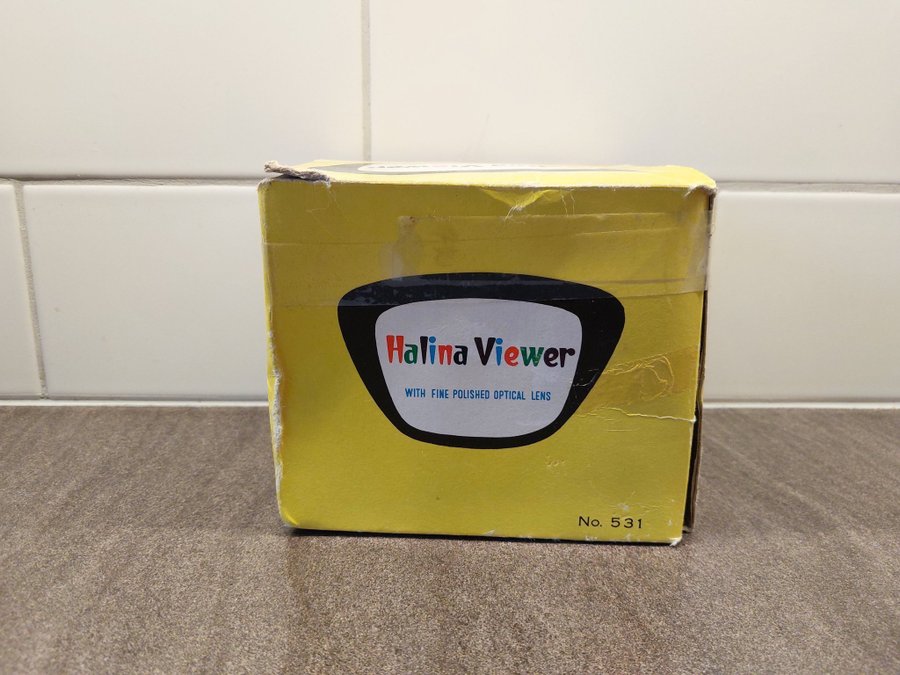 Halina Viewer
WITH FINE POLISHED OPTICAL LENS
No. 531